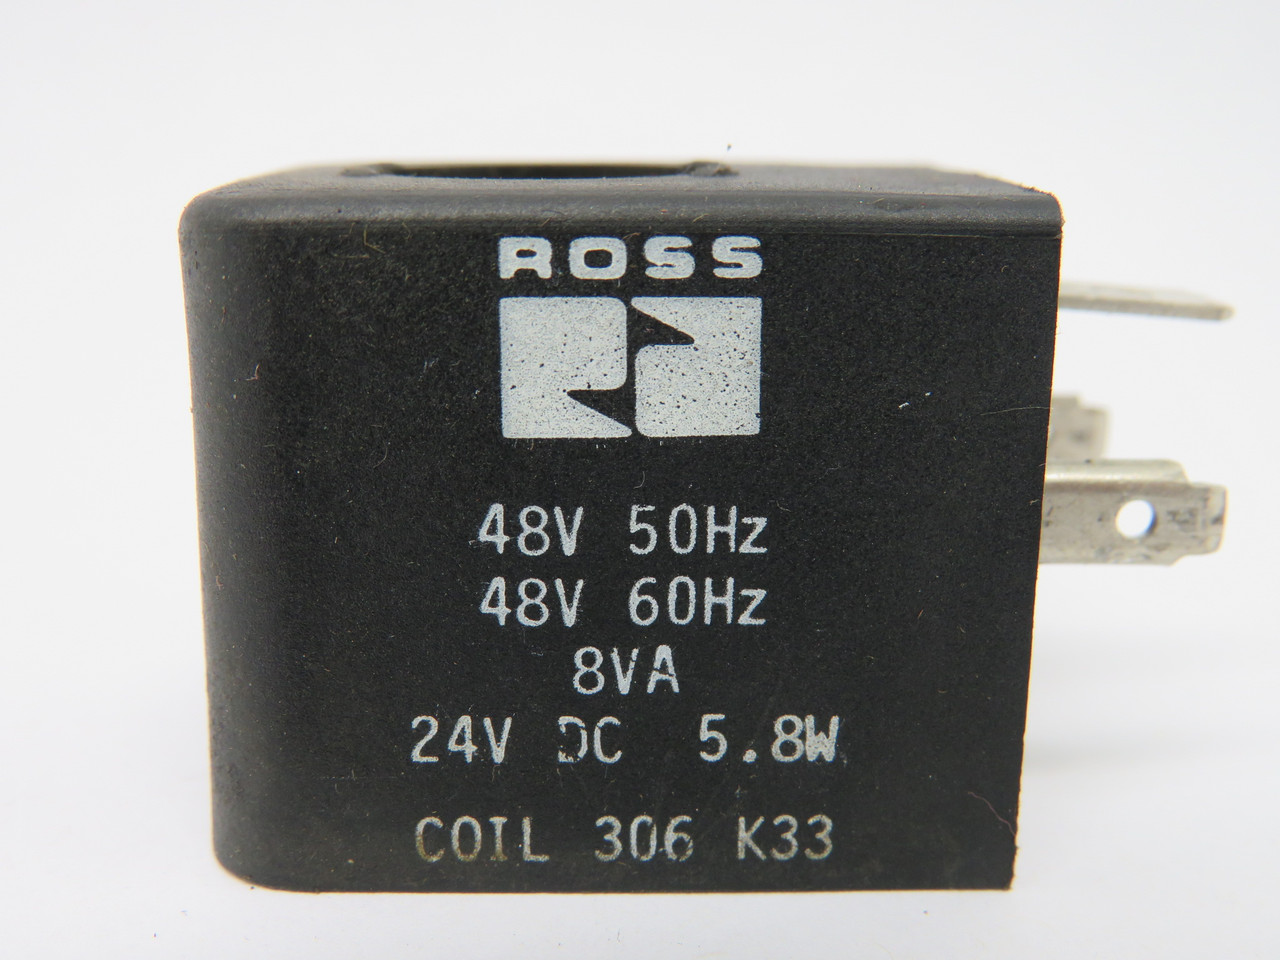 ROSS
48V 50Hz
48V 60Hz
8VA
24V DC 5.8W
COIL 306 K33